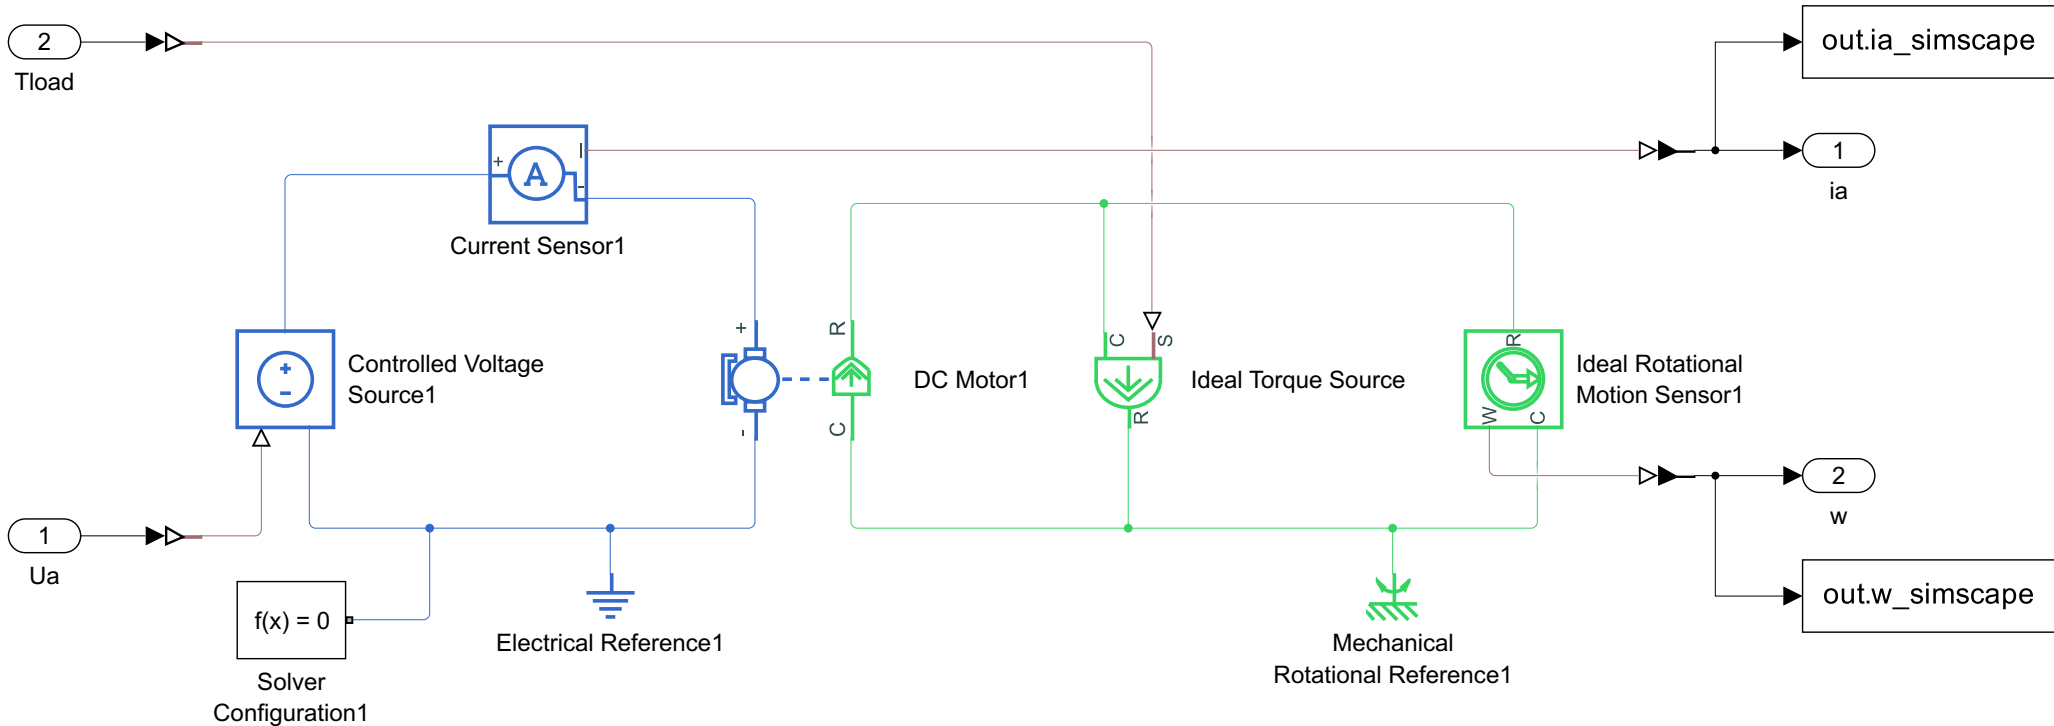 2
Tload
out.ia_simscape
1
ia
+
A
I
-
Current Sensor1
Controlled Voltage
Source1
+
-
+
-
R
C
DC Motor1
C
S
R
Ideal Torque Source
R
W
C
Ideal Rotational
Motion Sensor1
1
Ua
2
w
out.w_simscape
f(x) = 0
Solver
Configuration1
Electrical Reference1
Mechanical
Rotational Reference1